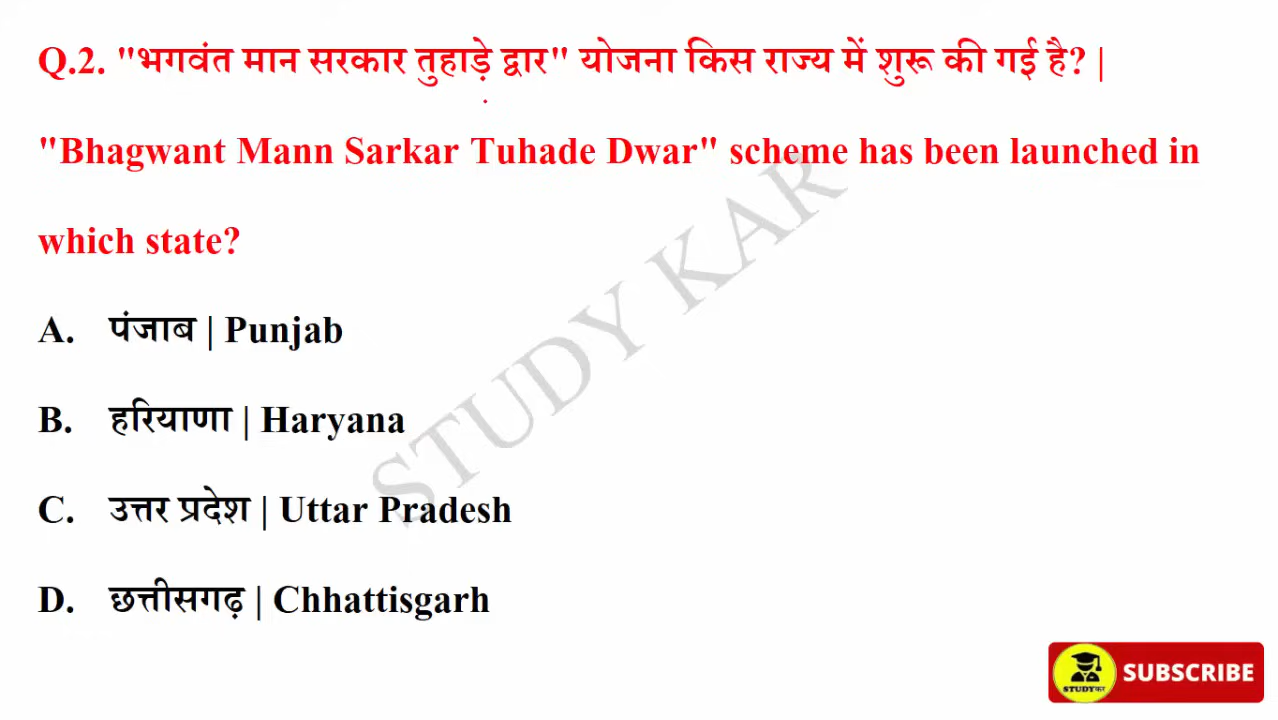 Q.2. "भगवंत मान सरकार तुहाड़े द्वार" योजना किस राज्य में शुरू की गई है? |
"Bhagwant Mann Sarkar Tuhade Dwar" scheme has been launched in
which state?
A. पंजाब | Punjab
B. हरियाणा | Haryana
C. उत्तर प्रदेश | Uttar Pradesh
D. छत्तीसगढ़ | Chhattisgarh
STUDY KAR
STUDYकर
SUBSCRIBE